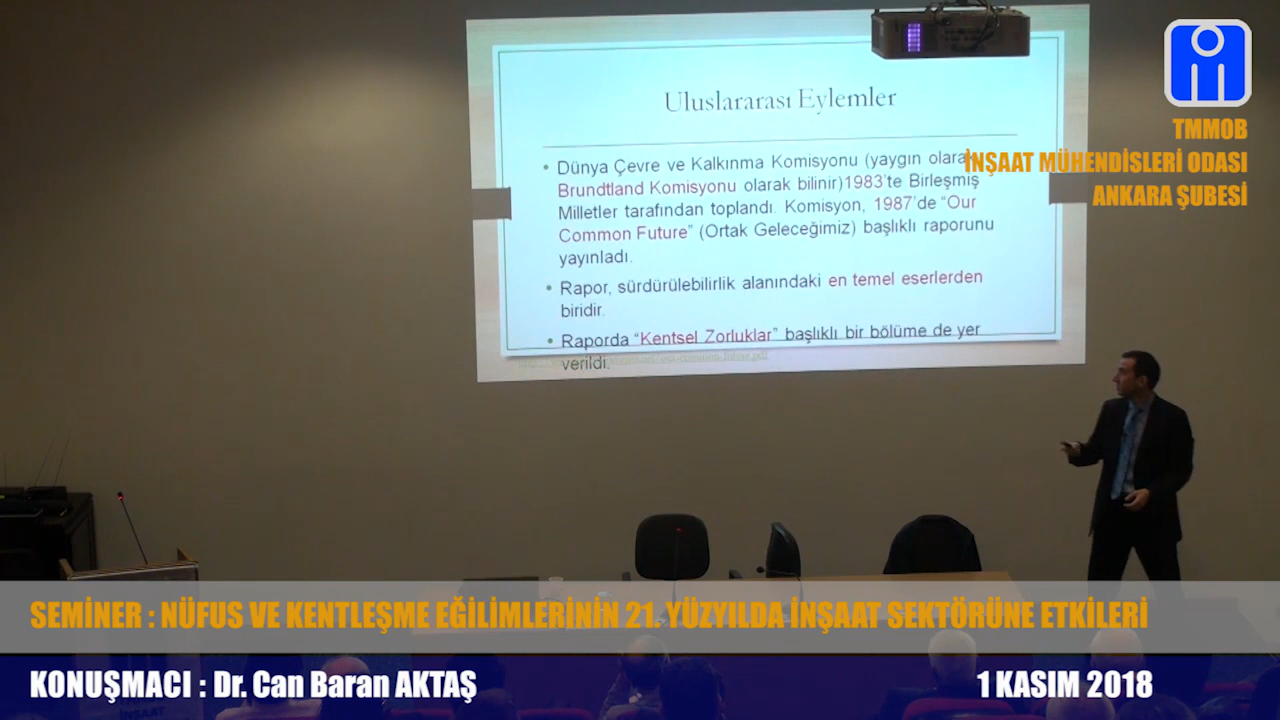 Uluslararası Eylemler
• Dünya Çevre ve Kalkınma Komisyonu (yaygın olara
Brundtland Komisyonu olarak bilinir)1983'te Birleşmiş
Milletler tarafından toplandı. Komisyon, 1987'de “Our
Common Future” (Ortak Geleceğimiz) başlıklı raporunu
yayınladı.
• Rapor, sürdürülebilirlik alanındaki en temel eserlerden
biridir.
• Raporda “Kentsel Zorluklar” başlıklı bir bölüme de yer
verildi.
TMMOB
İNŞAAT MÜHENDİSLERİ ODASI
ANKARA ŞUBESİ
SEMİNER : NÜFUS VE KENTLEŞME EĞİLİMLERİNİN 21. YÜZYILDA İNŞAAT SEKTÖRÜNE ETKİLERİ
KONUŞMACI : Dr. Can Baran AKTAŞ
1 KASIM 2018
İNŞAAT